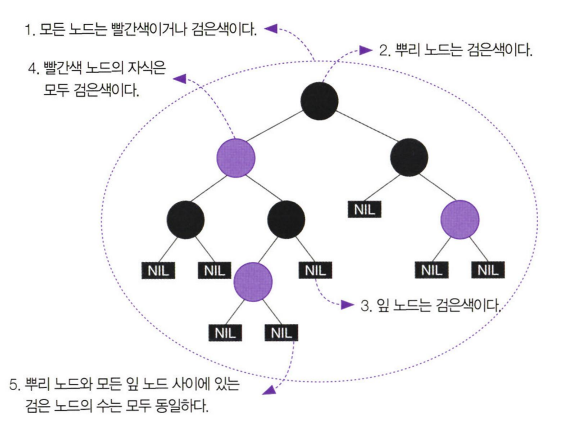 1. 모든 노드는 빨간색이거나 검은색이다.
2. 뿌리 노드는 검은색이다.
4. 빨간색 노드의 자식은
모두 검은색이다.
NIL
NIL
NIL
NIL
NIL
NIL
3. 잎 노드는 검은색이다.
NIL
NIL
5. 뿌리 노드와 모든 잎 노드 사이에 있는
검은 노드의 수는 모두 동일하다.